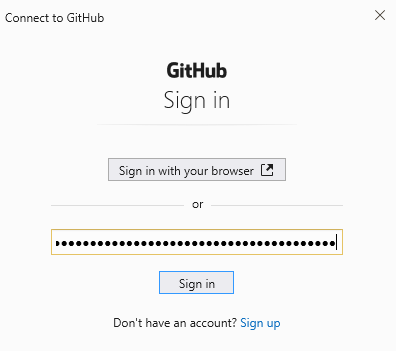 Connect to GitHub
GitHub
Sign in
Sign in with your browser
or
Sign in
Don't have an account? Sign up